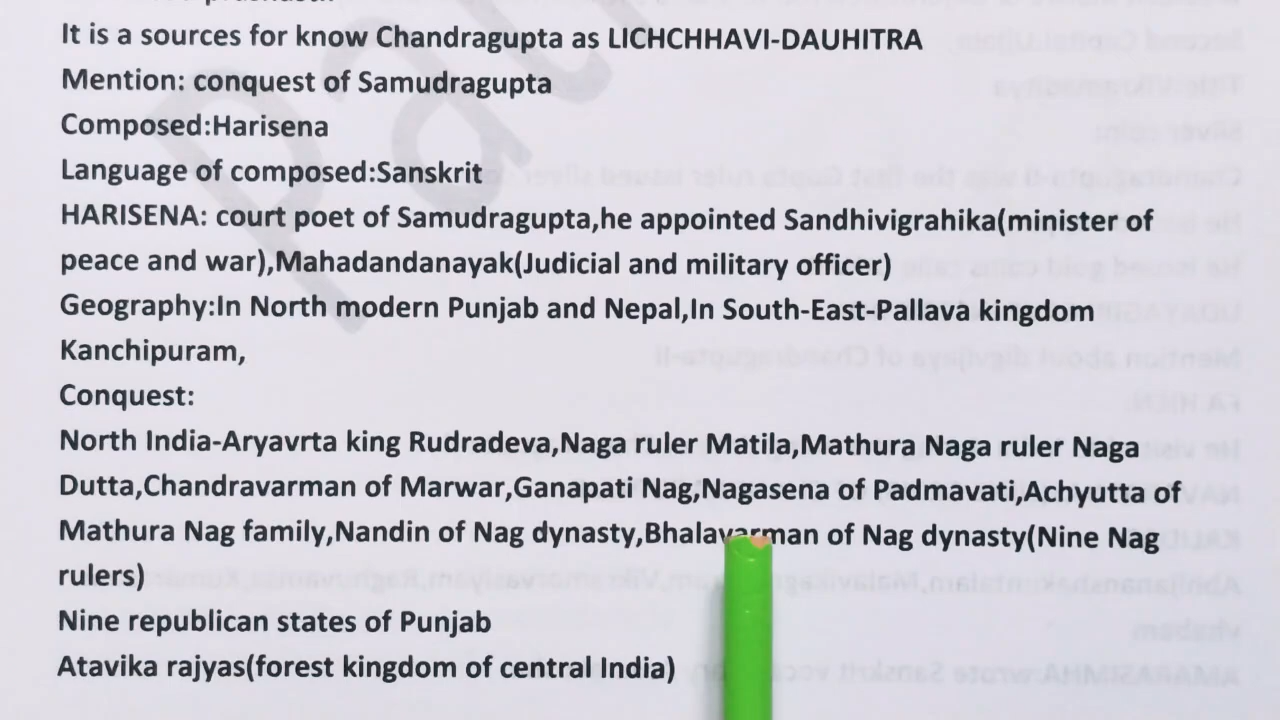 It is a sources for know Chandragupta as LICHCHHAVI-DAUHITRA
Mention: conquest of Samudragupta
Composed:Harisena
Language of composed:Sanskrit
HARISENA: court poet of Samudragupta,he appointed Sandhivigrahika(minister of
peace and war),Mahadandanayak(Judicial and military officer)
Geography:In North modern Punjab and Nepal,In South-East-Pallava kingdom
Kanchipuram,
Conquest:
North India-Aryavrta king Rudradeva,Naga ruler Matila,Mathura Naga ruler Naga
Dutta,Chandravarman of Marwar,Ganapati Nag,Nagasena of Padmavati,Achyutta of
Mathura Nag family,Nandin of Nag dynasty,Bhalavarman of Nag dynasty(Nine Nag
rulers)
Nine republican states of Punjab
Atavika rajyas(forest kingdom of central India)